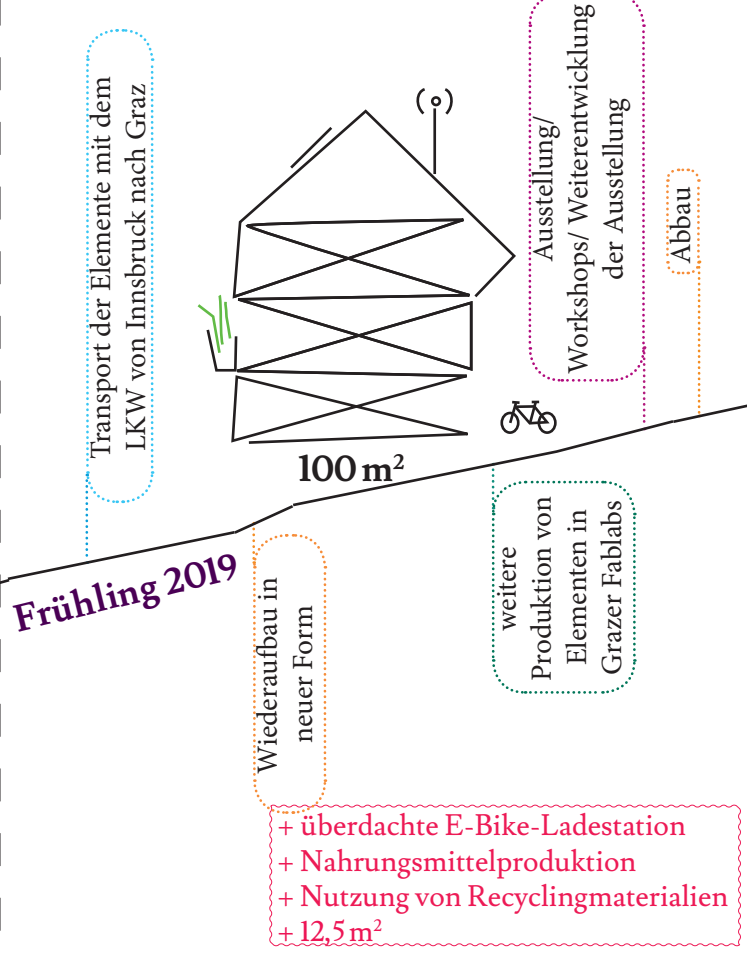 Transport der Elemente mit dem
LKW von Innsbruck nach Graz
Ausstellung/
Workshops/ Weiterentwicklung
der Ausstellung
Abbau
100 m²
Frühling 2019
Wiederaufbau in
neuer Form
weitere
Produktion von
Elementen in
Grazer Fablabs
+ überdachte E-Bike-Ladestation
+ Nahrungsmittelproduktion
+ Nutzung von Recyclingmaterialien
+ 12,5 m²